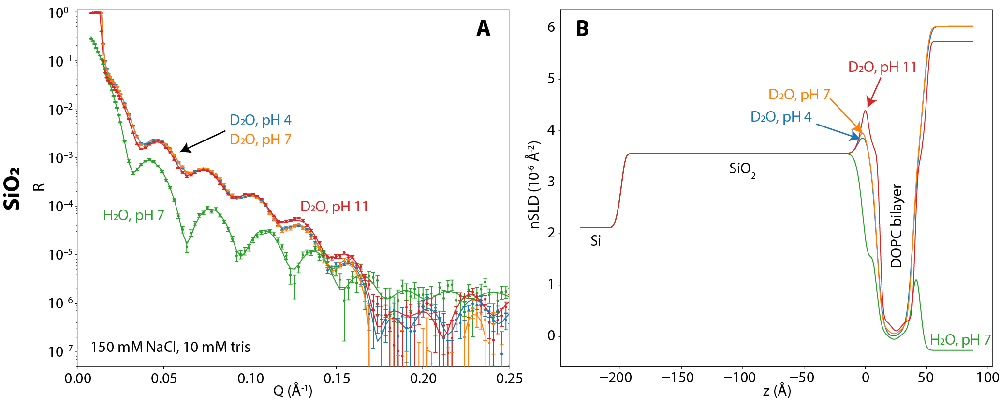 SiO₂
R
10⁰
10⁻¹
10⁻²
10⁻³
10⁻⁴
10⁻⁵
10⁻⁶
10⁻⁷
A
D₂O, pH 4
D₂O, pH 7
D₂O, pH 11
H₂O, pH 7
150 mM NaCl, 10 mM tris
0.00 0.05 0.10 0.15 0.20 0.25
Q (Å⁻¹)
nSLD (10⁻⁶ Å⁻²)
6
5
4
3
2
1
0
B
D₂O, pH 11
D₂O, pH 7
D₂O, pH 4
SiO₂
Si
DOPC bilayer
H₂O, pH 7
−200 −150 −100 −50 0 50 100
z (Å)